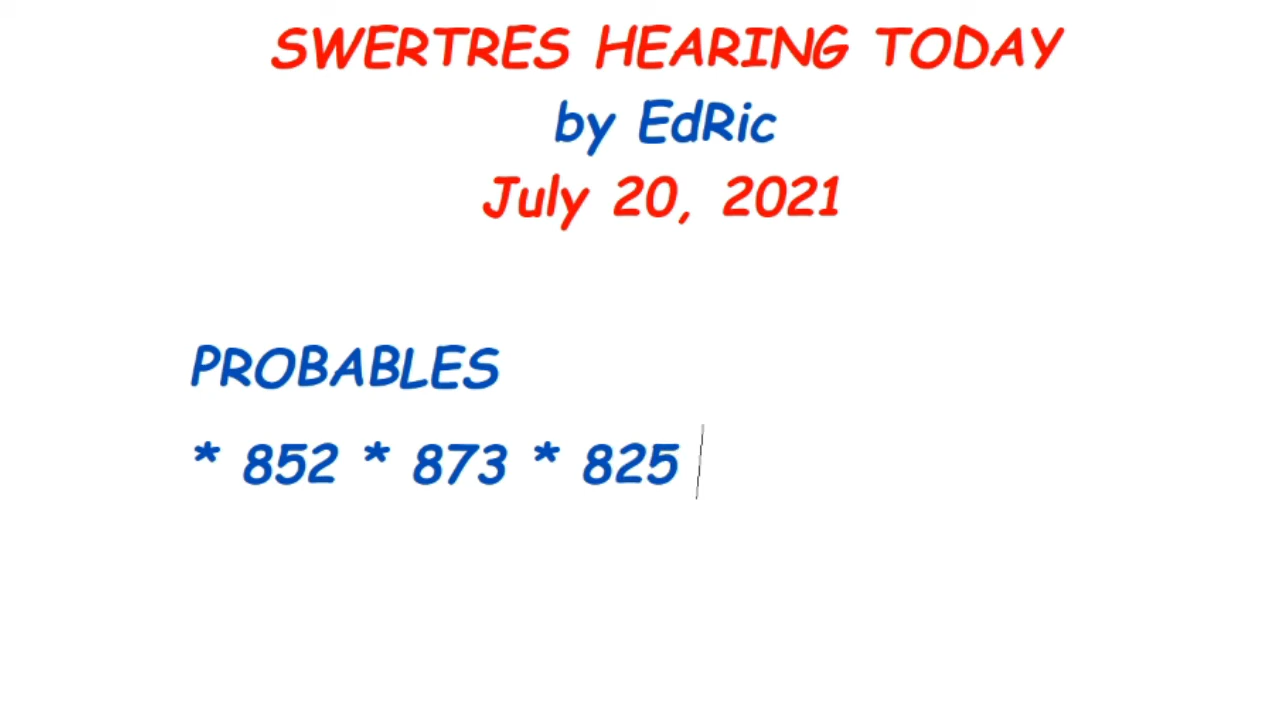 SWERTRES HEARING TODAY
by EdRic
July 20, 2021
PROBABLES
* 852 * 873 * 825